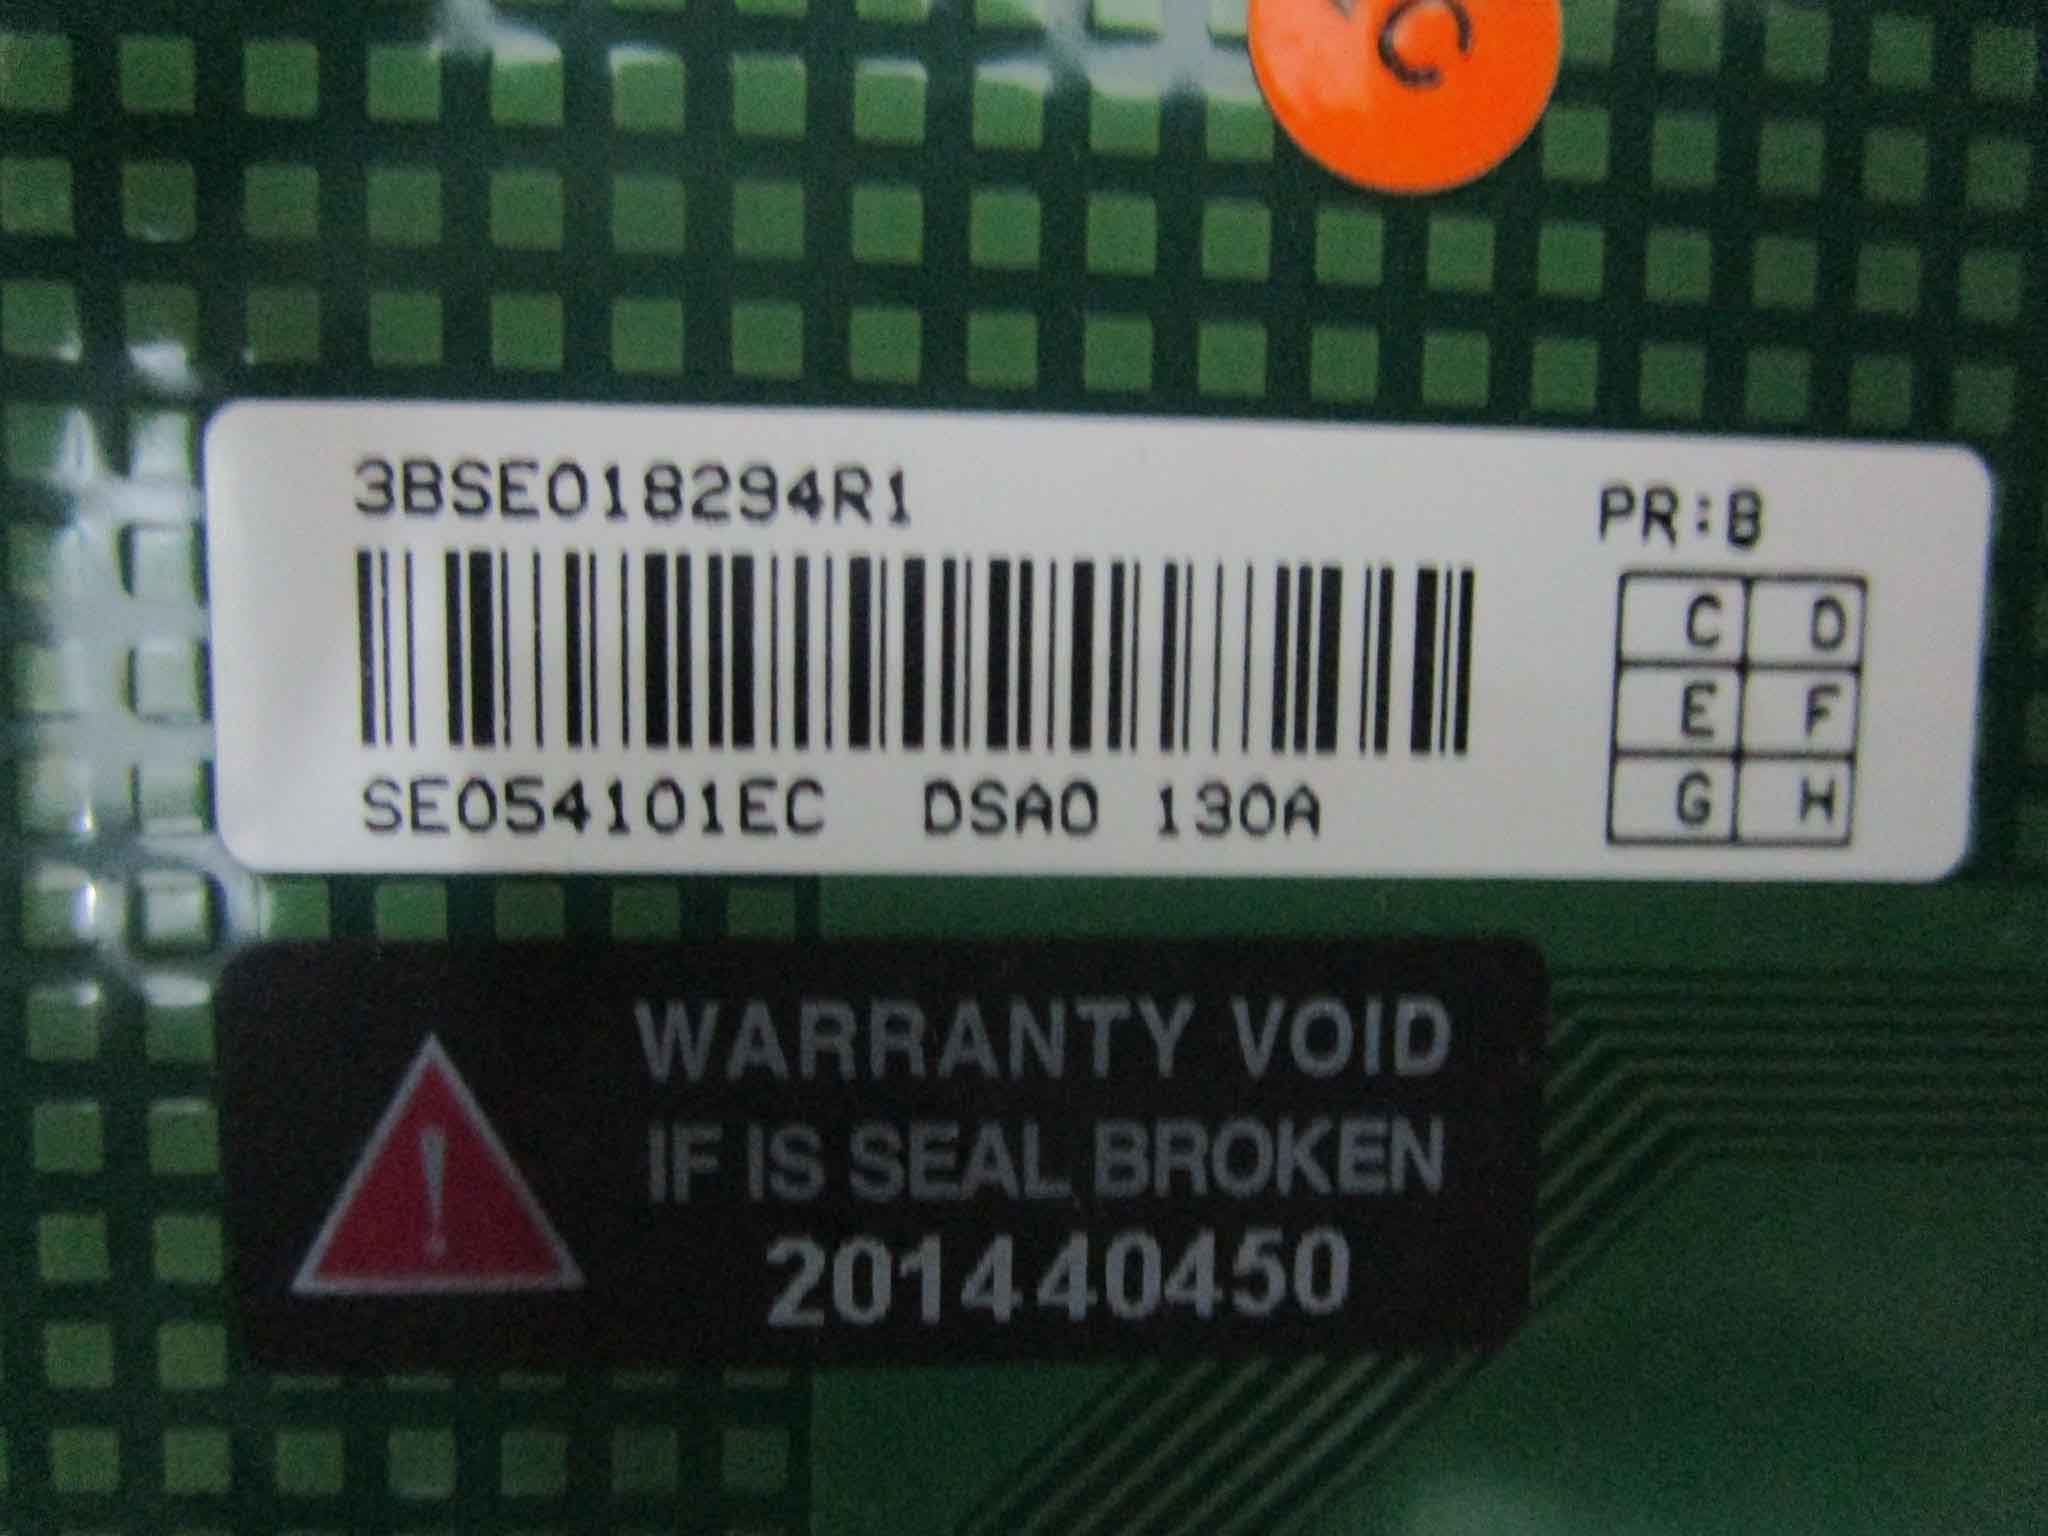 C
3BSE018294R1
PR:B
C D
E F
G H
SE054101EC DSAO 130A
WARRANTY VOID
IF IS SEAL BROKEN
201440450